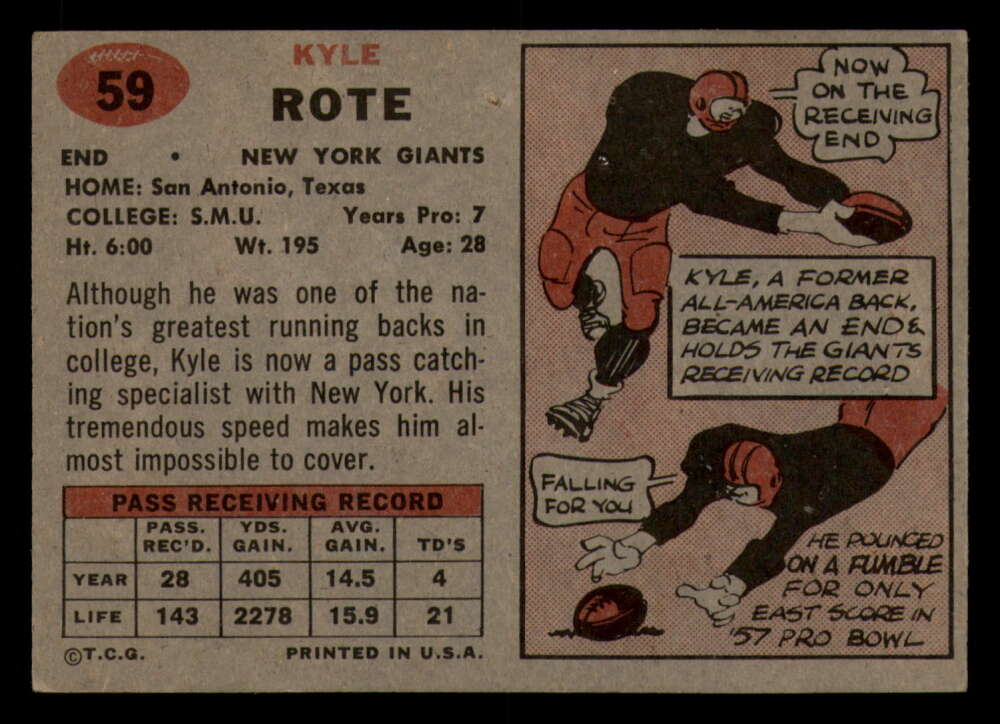 59
KYLE
ROTE
END • NEW YORK GIANTS
HOME: San Antonio, Texas
COLLEGE: S.M.U. Years Pro: 7
Ht. 6:00 Wt. 195 Age: 28
Although he was one of the na-
tion's greatest running backs in
college, Kyle is now a pass catch-
ing specialist with New York. His
tremendous speed makes him al-
most impossible to cover.
PASS RECEIVING RECORD
PASS. REC'D. YDS. GAIN. AVG. GAIN. TD'S
YEAR 28 405 14.5 4
LIFE 143 2278 15.9 21
©T.C.G. PRINTED IN U.S.A.
NOW
ON THE
RECEIVING
END
KYLE, A FORMER
ALL-AMERICA BACK,
BECAME AN END &
HOLDS THE GIANTS
RECEIVING RECORD
FALLING
FOR YOU
HE POUNCED
ON A FUMBLE
FOR ONLY
EAST SCORE IN
'57 PRO BOWL